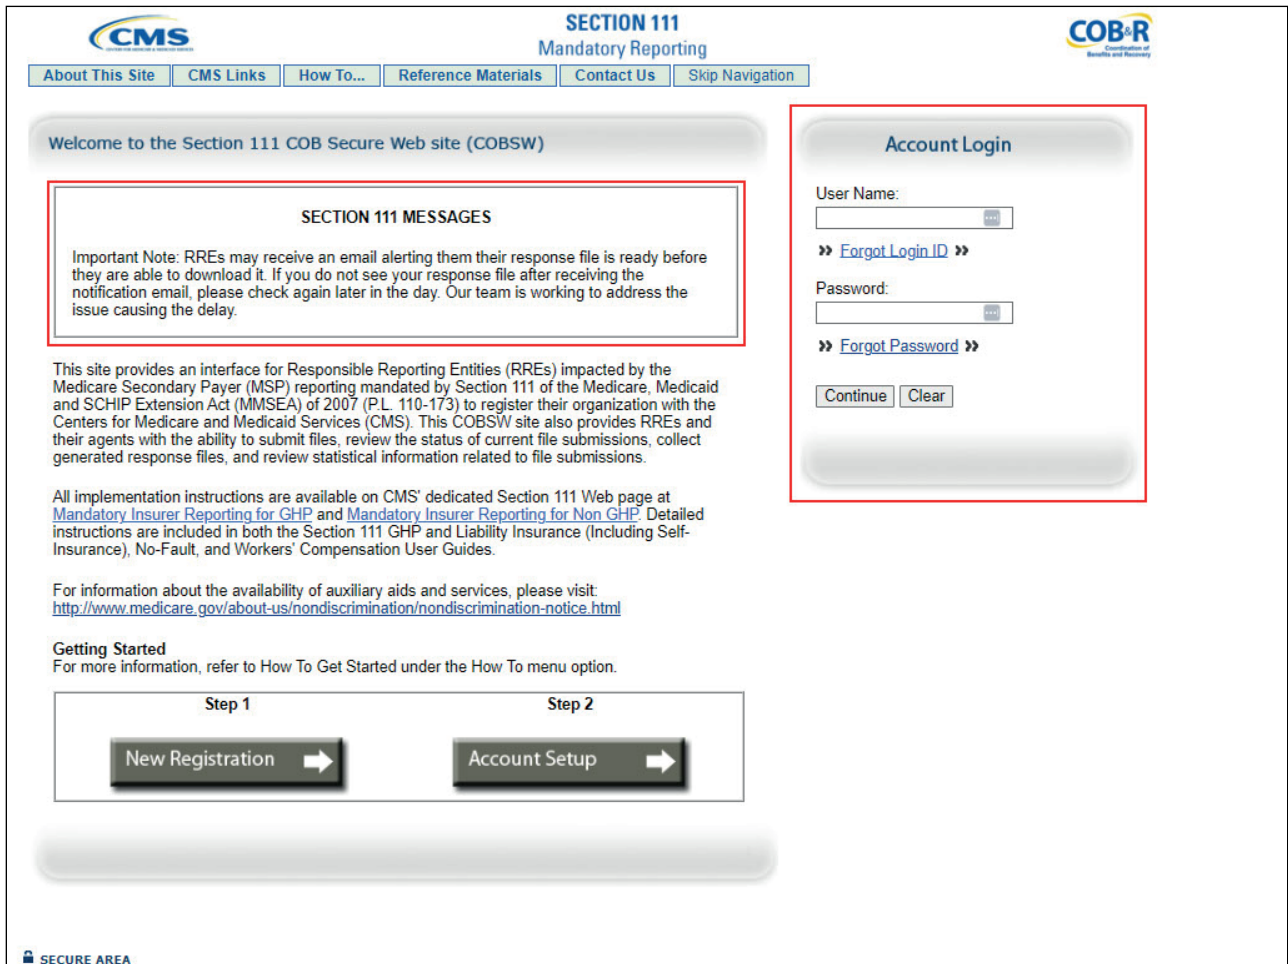 CMS
CENTERS FOR MEDICARE & MEDICAID SERVICES
SECTION 111
Mandatory Reporting
COB&R
Coordination of
Benefits and Recovery
About This Site
CMS Links
How To...
Reference Materials
Contact Us
Skip Navigation
Welcome to the Section 111 COB Secure Web site (COBSW)
SECTION 111 MESSAGES
Important Note: RREs may receive an email alerting them their response file is ready before
they are able to download it. If you do not see your response file after receiving the
notification email, please check again later in the day. Our team is working to address the
issue causing the delay.
This site provides an interface for Responsible Reporting Entities (RREs) impacted by the
Medicare Secondary Payer (MSP) reporting mandated by Section 111 of the Medicare, Medicaid
and SCHIP Extension Act (MMSEA) of 2007 (P.L. 110-173) to register their organization with the
Centers for Medicare and Medicaid Services (CMS). This COBSW site also provides RREs and
their agents with the ability to submit files, review the status of current file submissions, collect
generated response files, and review statistical information related to file submissions.
All implementation instructions are available on CMS' dedicated Section 111 Web page at
Mandatory Insurer Reporting for GHP and Mandatory Insurer Reporting for Non GHP. Detailed
instructions are included in both the Section 111 GHP and Liability Insurance (Including Self-
Insurance), No-Fault, and Workers' Compensation User Guides.
For information about the availability of auxiliary aids and services, please visit:
http://www.medicare.gov/about-us/nondiscrimination/nondiscrimination-notice.html
Getting Started
For more information, refer to How To Get Started under the How To menu option.
Step 1
Step 2
New Registration
Account Setup
Account Login
User Name:
Forgot Login ID
Password:
Forgot Password
Continue
Clear
SECURE AREA